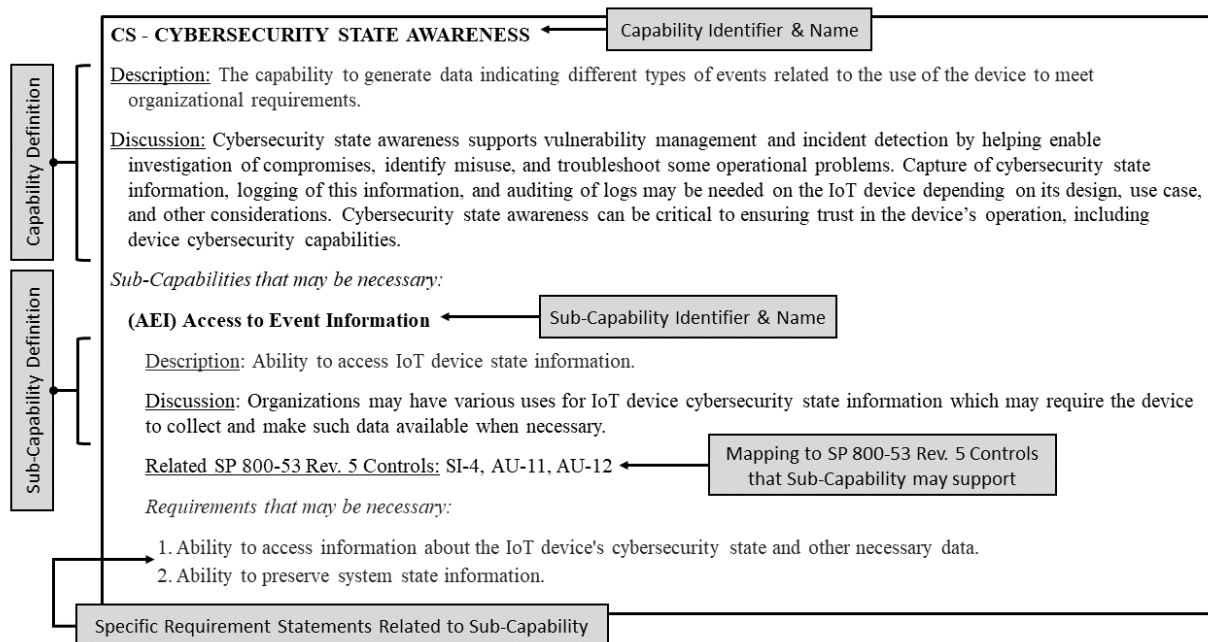 CS - CYBERSECURITY STATE AWARENESS
Capability Identifier & Name
Capability Definition
Description: The capability to generate data indicating different types of events related to the use of the device to meet
organizational requirements.
Discussion: Cybersecurity state awareness supports vulnerability management and incident detection by helping enable
investigation of compromises, identify misuse, and troubleshoot some operational problems. Capture of cybersecurity state
information, logging of this information, and auditing of logs may be needed on the IoT device depending on its design, use case,
and other considerations. Cybersecurity state awareness can be critical to ensuring trust in the device's operation, including
device cybersecurity capabilities.
Sub-Capabilities that may be necessary:
(AEI) Access to Event Information
Sub-Capability Identifier & Name
Sub-Capability Definition
Description: Ability to access IoT device state information.
Discussion: Organizations may have various uses for IoT device cybersecurity state information which may require the device
to collect and make such data available when necessary.
Related SP 800-53 Rev. 5 Controls: SI-4, AU-11, AU-12
Mapping to SP 800-53 Rev. 5 Controls
that Sub-Capability may support
Requirements that may be necessary:
1. Ability to access information about the IoT device's cybersecurity state and other necessary data.
2. Ability to preserve system state information.
Specific Requirement Statements Related to Sub-Capability